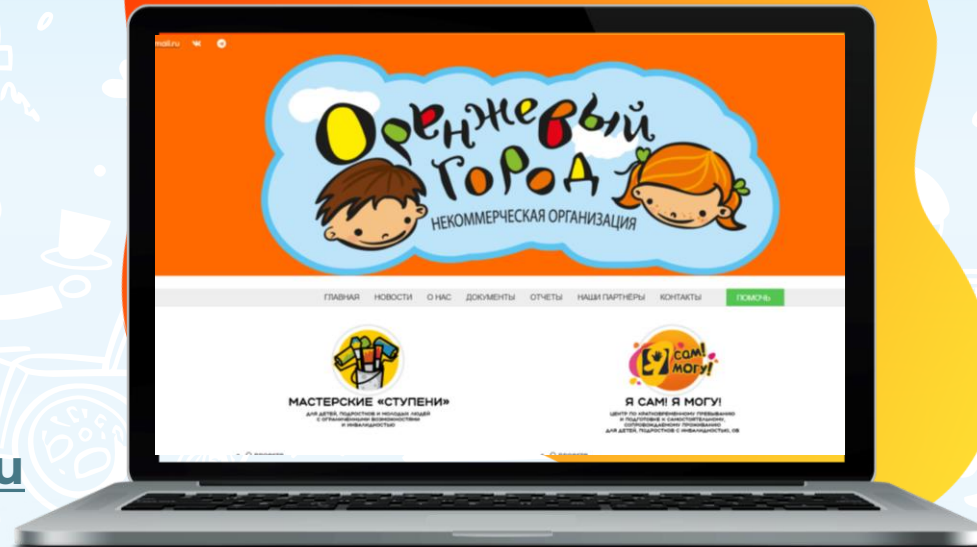 mail.ru
Оренжевый
город
НЕКОММЕРЧЕСКАЯ ОРГАНИЗАЦИЯ
ГЛАВНАЯ НОВОСТИ О НАС ДОКУМЕНТЫ ОТЧЕТЫ НАШИ ПАРТНЁРЫ КОНТАКТЫ ПОМОЧЬ
Я сам!
могу!
МАСТЕРСКИЕ «СТУПЕНИ»
ДЛЯ ДЕТЕЙ, ПОДРОСТКОВ И МОЛОДЫХ ЛЮДЕЙ
С ОГРАНИЧЕННЫМИ ВОЗМОЖНОСТЯМИ
И ИНВАЛИДНОСТЬЮ
Я САМ! Я МОГУ!
ЦЕНТР ПО КРАТКОВРЕМЕННОМУ ПРЕБЫВАНИЮ
И ПОДГОТОВКЕ К САМОСТОЯТЕЛЬНОМУ,
СОПРОВОЖДАЕМОМУ ПРОЖИВАНИЮ
ДЛЯ ДЕТЕЙ, ПОДРОСТКОВ С ИНВАЛИДНОСТЬЮ, ОВ
u